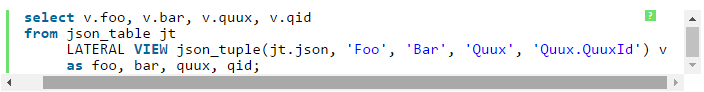 select v.foo, v.bar, v.quux, v.qid
from json_table jt
     LATERAL VIEW json_tuple(jt.json, 'Foo', 'Bar', 'Quux', 'Quux.QuuxId') v
     as foo, bar, quux, qid;
?